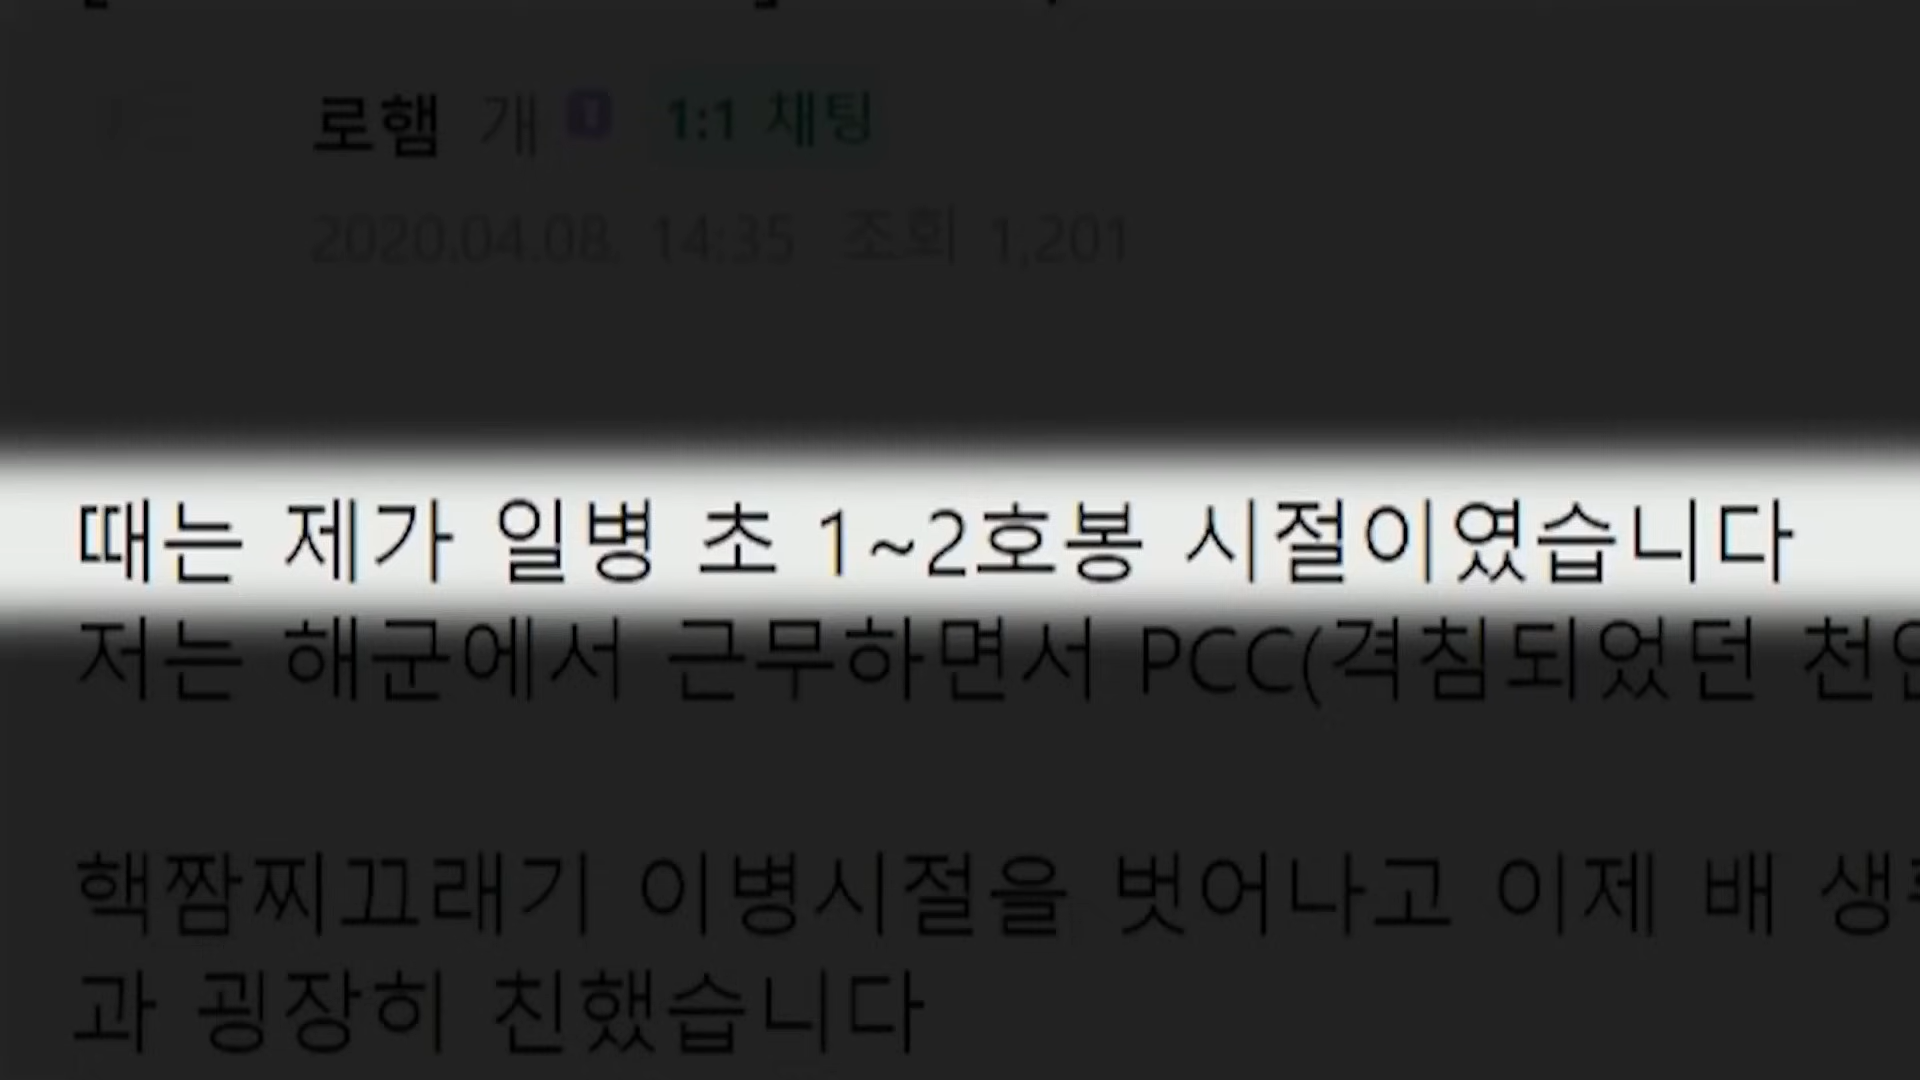 로햄 개 1:1 채팅
2020.04.08. 14:35 조회 1,201
때는 제가 일병 초 1~2호봉 시절이였습니다
저는 해군에서 근무하면서 PCC(격침되었던
핵짬찌끄래기 이병시절을 벗어나고 이제 배
과 굉장히 친했습니다